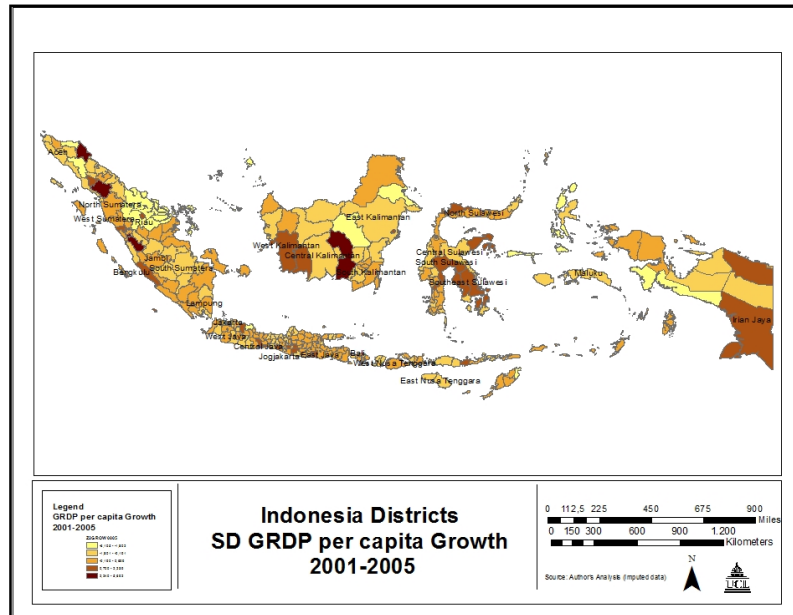 Aceh
North Sumatera
West Sumatera
Riau
Jambi
Bengkulu
South Sumatera
Lampung
Jakarta
West Java
Central Java
Jogjakarta
East Java
Bali
West Nusa Tenggara
East Nusa Tenggara
West Kalimantan
Central Kalimantan
East Kalimantan
South Kalimantan
North Sulawesi
Central Sulawesi
South Sulawesi
Southeast Sulawesi
Maluku
Irian Jaya
Legend
GRDP per capita Growth
2001-2005
Indonesia Districts
SD GRDP per capita Growth
2001-2005
0 112,5 225 450 675 900
Miles
0 150 300 600 900 1.200
Kilometers
N
Source: Author's Analysis (Imputed data)